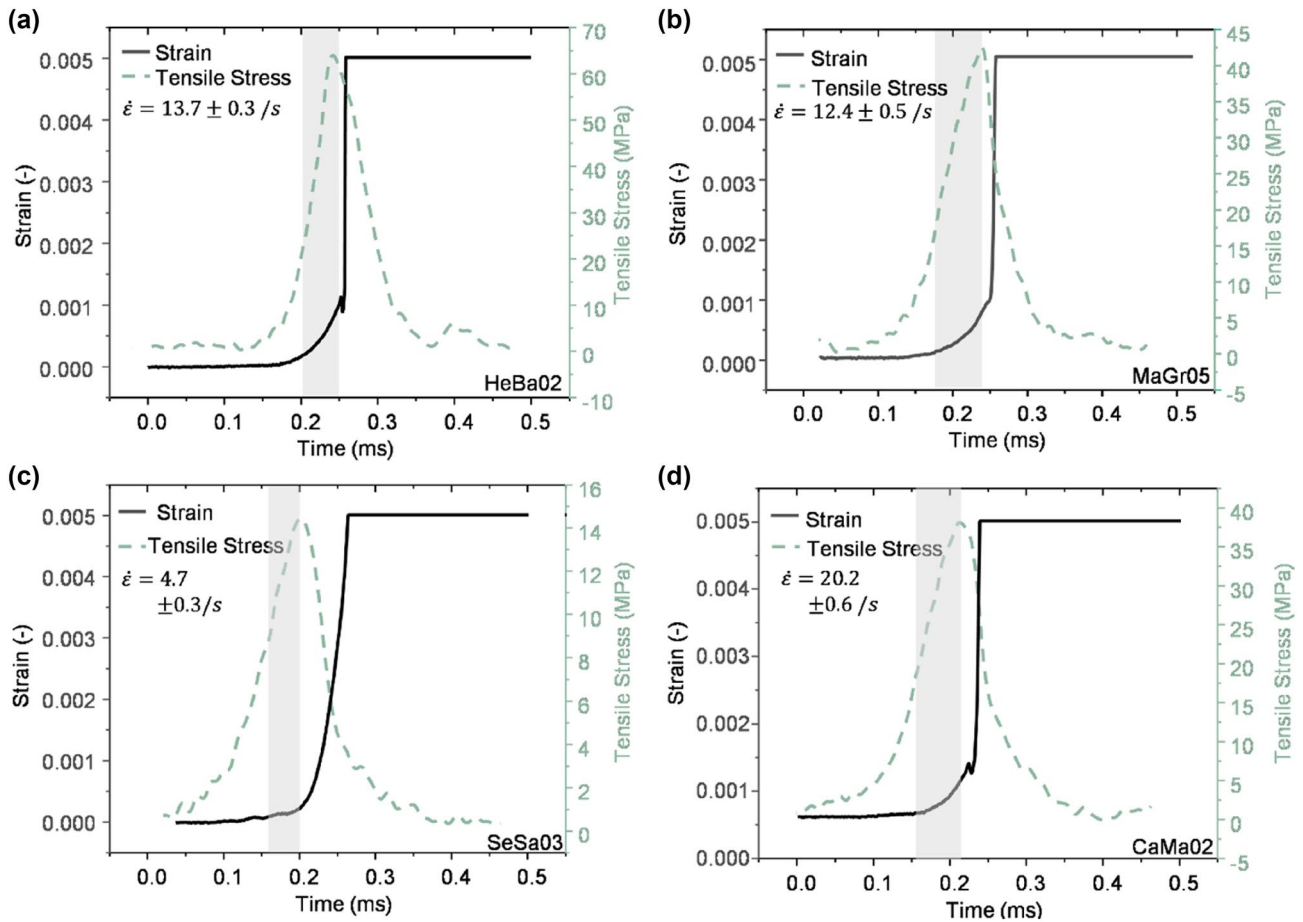 (a)
70
0.005
Strain
60
Tensile Stress
ε̇ = 13.7 ± 0.3 /s
50
0.004
40
0.003
30
0.002
20
0.001
10
0
0.000
HeBa02
-10
0.0 0.1 0.2 0.3 0.4 0.5
Time (ms)
Strain (-)
Tensile Stress (MPa)
(b)
45
0.005
Strain
40
Tensile Stress
ε̇ = 12.4 ± 0.5 /s
35
0.004
30
25
0.003
20
0.002
15
10
0.001
5
0
0.000
MaGr05
-5
0.0 0.1 0.2 0.3 0.4 0.5
Time (ms)
Strain (-)
Tensile Stress (MPa)
(c)
16
0.005
Strain
14
Tensile Stress
ε̇ = 4.7
±0.3/s
12
0.004
10
0.003
8
6
0.002
4
0.001
2
0
0.000
SeSa03
0.0 0.1 0.2 0.3 0.4 0.5
Time (ms)
Strain (-)
Tensile Stress (MPa)
(d)
40
0.005
Strain
35
Tensile Stress
ε̇ = 20.2
±0.6 /s
30
0.004
25
0.003
20
15
0.002
10
0.001
5
0
0.000
CaMa02
-5
0.0 0.1 0.2 0.3 0.4 0.5
Time (ms)
Strain (-)
Tensile Stress (MPa)